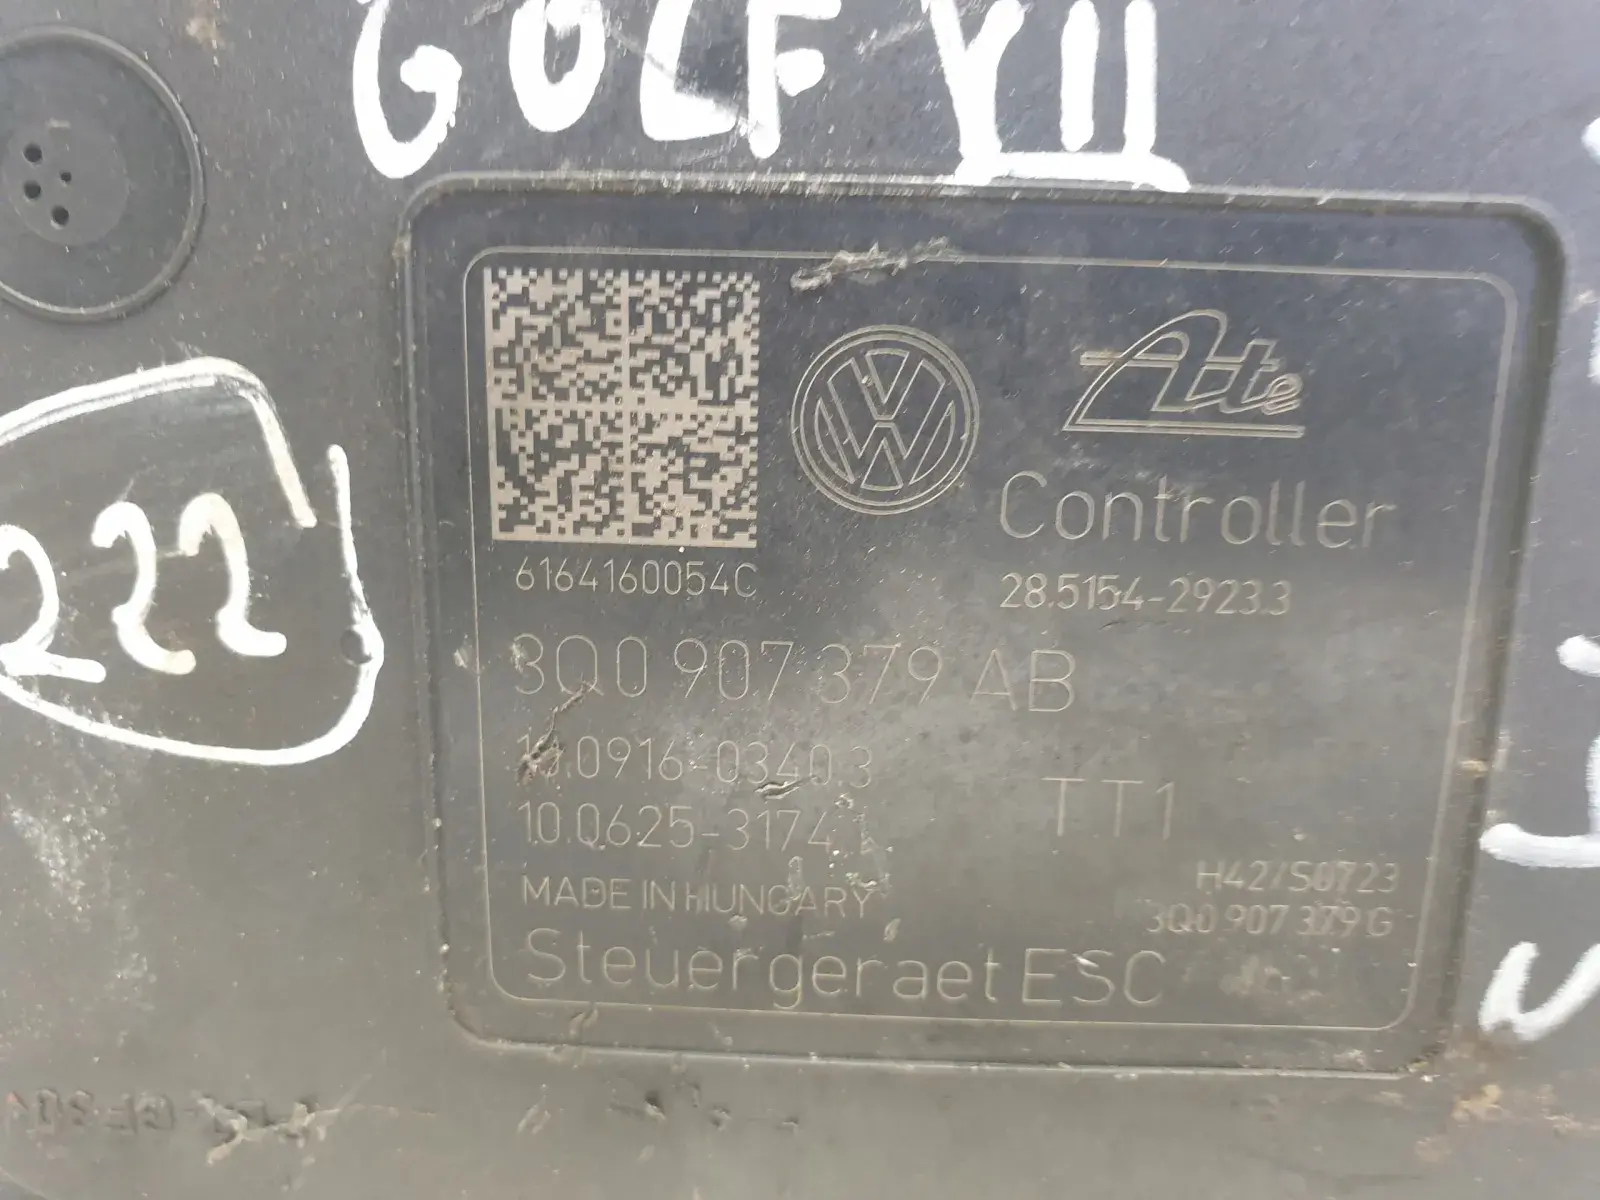 GOLF VII
Ate
Controller
6164160054C
28.5154-2923.3
3Q0 907 379 AB
10.0916-0340.3
10.0625-3174.1
TT1
MADE IN HUNGARY
H42/S0723
3Q0 907 379 G
Steuergeraet ESC
222